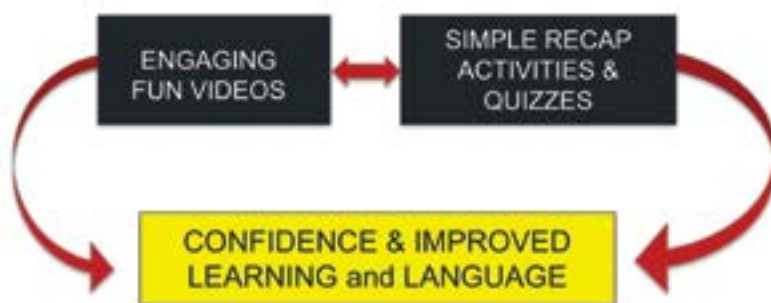 ENGAGING
FUN VIDEOS
SIMPLE RECAP
ACTIVITIES &
QUIZZES
CONFIDENCE & IMPROVED
LEARNING and LANGUAGE